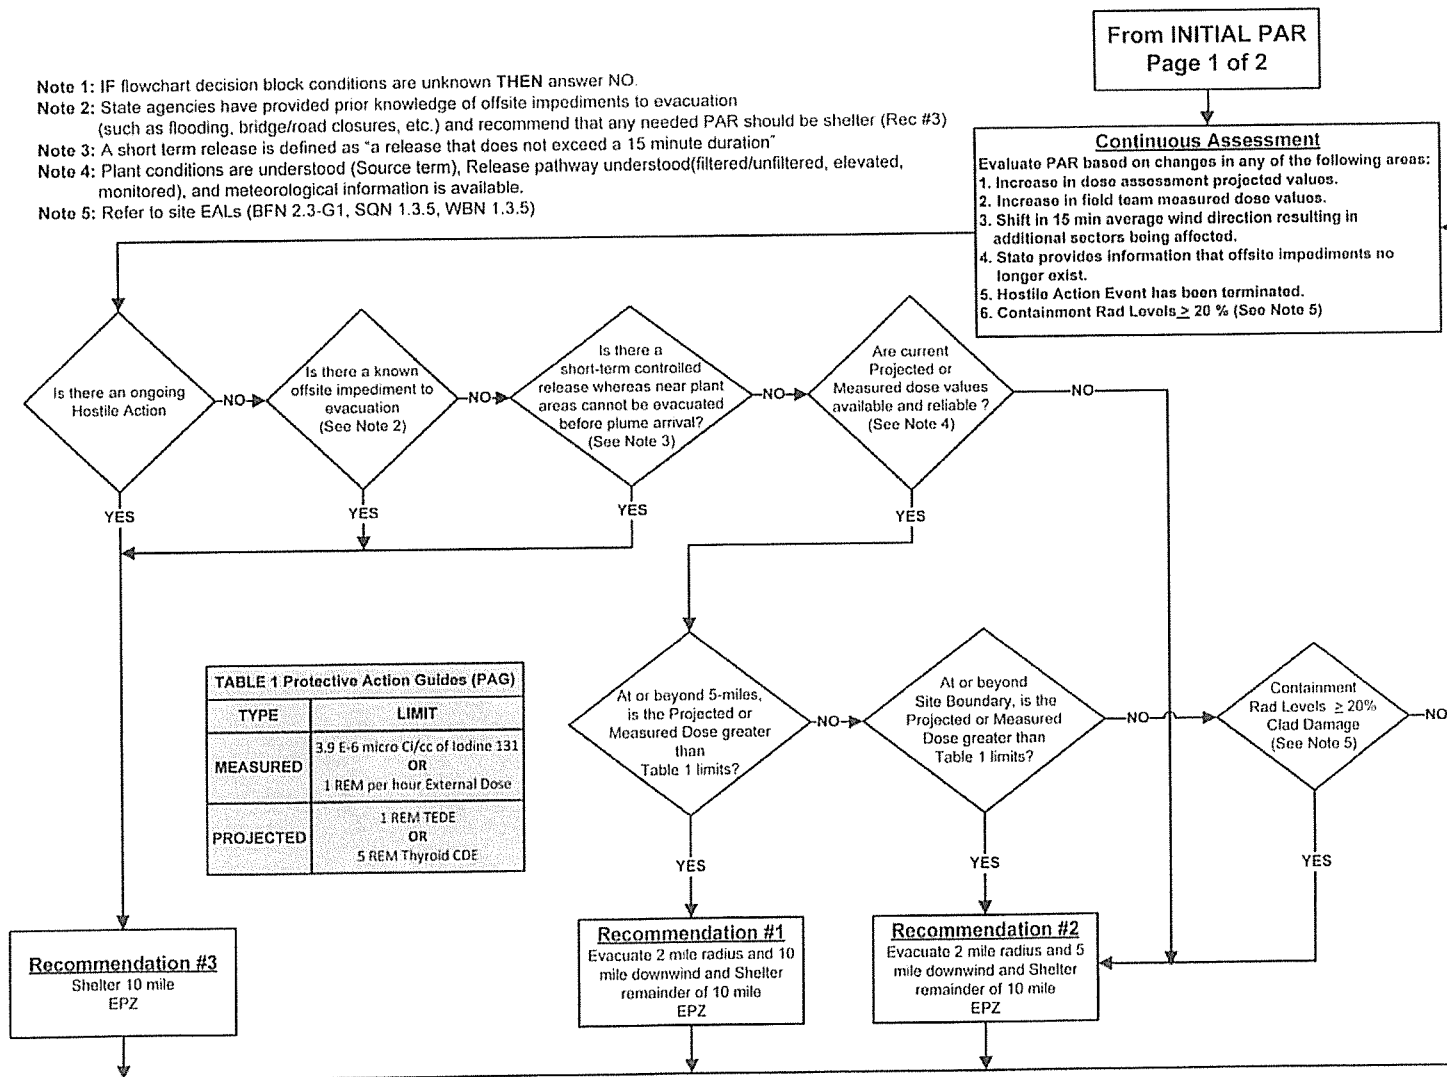 From INITIAL PAR
Page 1 of 2
Note 1: IF flowchart decision block conditions are unknown THEN answer NO.
Note 2: State agencies have provided prior knowledge of offsite impediments to evacuation
(such as flooding, bridge/road closures, etc.) and recommend that any needed PAR should be shelter (Rec #3)
Note 3: A short term release is defined as "a release that does not exceed a 15 minute duration"
Note 4: Plant conditions are understood (Source term), Release pathway understood(filtered/unfiltered, elevated,
monitored), and meteorological information is available.
Note 5: Refer to site EALs (BFN 2.3-G1, SQN 1.3.5, WBN 1.3.5)
Continuous Assessment
Evaluate PAR based on changes in any of the following areas:
1. Increase in dose assessment projected values.
2. Increase in field team measured dose values.
3. Shift in 15 min average wind direction resulting in
additional sectors being affected.
4. State provides information that offsite impediments no
longer exist.
5. Hostile Action Event has been terminated.
6. Containment Rad Levels ≥ 20 % (See Note 5)
Is there an ongoing
Hostile Action
NO
Is there a known
offsite impediment to
evacuation
(See Note 2)
NO
Is there a
short-term controlled
release whereas near plant
areas cannot be evacuated
before plume arrival?
(See Note 3)
NO
Are current
Projected or
Measured dose values
available and reliable ?
(See Note 4)
NO
YES
YES
YES
YES
TABLE 1 Protective Action Guides (PAG)
TYPE
LIMIT
MEASURED
3.9 E-6 micro Ci/cc of Iodine 131
OR
1 REM per hour External Dose
PROJECTED
1 REM TEDE
OR
5 REM Thyroid CDE
At or beyond 5-miles,
is the Projected or
Measured Dose greater
than
Table 1 limits?
NO
At or beyond
Site Boundary, is the
Projected or Measured
Dose greater than
Table 1 limits?
NO
Containment
Rad Levels ≥ 20%
Clad Damage
(See Note 5)
NO
YES
YES
YES
Recommendation #3
Shelter 10 mile
EPZ
Recommendation #1
Evacuate 2 mile radius and 10
mile downwind and Shelter
remainder of 10 mile
EPZ
Recommendation #2
Evacuate 2 mile radius and 5
mile downwind and Shelter
remainder of 10 mile
EPZ